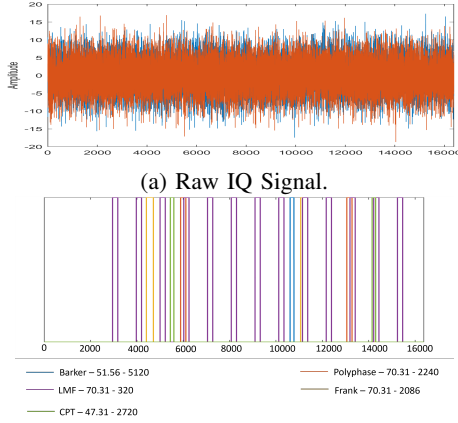 20
15
10
5
0
-5
-10
-15
-20
Amplitude
0 2000 4000 6000 8000 10000 12000 14000 16000
(a) Raw IQ Signal.
0 2000 4000 6000 8000 10000 12000 14000 16000
Barker – 51.56 - 5120
Polyphase – 70.31 - 2240
LMF – 70.31 - 320
Frank – 70.31 - 2086
CPT – 47.31 - 2720